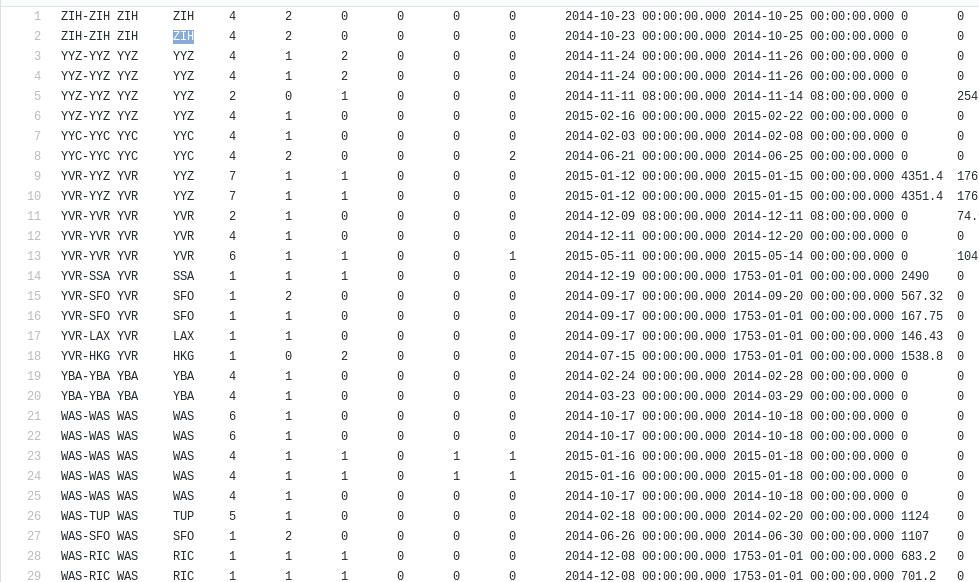 1 ZIH-ZIH ZIH ZIH 4 2 0 0 0 0 2014-10-23 00:00:00.000 2014-10-25 00:00:00.000 0 0
2 ZIH-ZIH ZIH ZIH 4 2 0 0 0 0 2014-10-23 00:00:00.000 2014-10-25 00:00:00.000 0 0
3 YYZ-YYZ YYZ YYZ 4 1 2 0 0 0 2014-11-24 00:00:00.000 2014-11-26 00:00:00.000 0 0
4 YYZ-YYZ YYZ YYZ 4 1 2 0 0 0 2014-11-24 00:00:00.000 2014-11-26 00:00:00.000 0 0
5 YYZ-YYZ YYZ YYZ 2 0 1 0 0 0 2014-11-11 08:00:00.000 2014-11-14 08:00:00.000 0 254
6 YYZ-YYZ YYZ YYZ 4 1 0 0 0 0 2015-02-16 00:00:00.000 2015-02-22 00:00:00.000 0 0
7 YYC-YYC YYC YYC 4 1 0 0 0 0 2014-02-03 00:00:00.000 2014-02-08 00:00:00.000 0 0
8 YYC-YYC YYC YYC 4 2 0 0 0 2 2014-06-21 00:00:00.000 2014-06-25 00:00:00.000 0 0
9 YVR-YYZ YVR YYZ 7 1 1 0 0 0 2015-01-12 00:00:00.000 2015-01-15 00:00:00.000 4351.4 176
10 YVR-YYZ YVR YYZ 7 1 1 0 0 0 2015-01-12 00:00:00.000 2015-01-15 00:00:00.000 4351.4 176
11 YVR-YVR YVR YVR 2 1 0 0 0 0 2014-12-09 08:00:00.000 2014-12-11 08:00:00.000 0 74.
12 YVR-YVR YVR YVR 4 1 0 0 0 0 2014-12-11 00:00:00.000 2014-12-20 00:00:00.000 0 0
13 YVR-YVR YVR YVR 6 1 1 0 0 1 2015-05-11 00:00:00.000 2015-05-14 00:00:00.000 0 104
14 YVR-SSA YVR SSA 1 1 1 0 0 0 2014-12-19 00:00:00.000 1753-01-01 00:00:00.000 2490 0
15 YVR-SFO YVR SFO 1 2 0 0 0 0 2014-09-17 00:00:00.000 2014-09-20 00:00:00.000 567.32 0
16 YVR-SFO YVR SFO 1 1 0 0 0 0 2014-09-17 00:00:00.000 1753-01-01 00:00:00.000 167.75 0
17 YVR-LAX YVR LAX 1 1 0 0 0 0 2014-09-17 00:00:00.000 1753-01-01 00:00:00.000 146.43 0
18 YVR-HKG YVR HKG 1 0 2 0 0 0 2014-07-15 00:00:00.000 1753-01-01 00:00:00.000 1538.8 0
19 YBA-YBA YBA YBA 4 1 0 0 0 0 2014-02-24 00:00:00.000 2014-02-28 00:00:00.000 0 0
20 YBA-YBA YBA YBA 4 1 0 0 0 0 2014-03-23 00:00:00.000 2014-03-29 00:00:00.000 0 0
21 WAS-WAS WAS WAS 6 1 0 0 0 0 2014-10-17 00:00:00.000 2014-10-18 00:00:00.000 0 0
22 WAS-WAS WAS WAS 6 1 0 0 0 0 2014-10-17 00:00:00.000 2014-10-18 00:00:00.000 0 0
23 WAS-WAS WAS WAS 4 1 1 0 1 1 2015-01-16 00:00:00.000 2015-01-18 00:00:00.000 0 0
24 WAS-WAS WAS WAS 4 1 1 0 1 1 2015-01-16 00:00:00.000 2015-01-18 00:00:00.000 0 0
25 WAS-WAS WAS WAS 4 1 0 0 0 0 2014-10-17 00:00:00.000 2014-10-18 00:00:00.000 0 0
26 WAS-TUP WAS TUP 5 1 0 0 0 0 2014-02-18 00:00:00.000 2014-02-20 00:00:00.000 1124 0
27 WAS-SFO WAS SFO 1 2 0 0 0 0 2014-06-26 00:00:00.000 2014-06-30 00:00:00.000 1107 0
28 WAS-RIC WAS RIC 1 1 1 0 0 0 2014-12-08 00:00:00.000 1753-01-01 00:00:00.000 683.2 0
29 WAS-RIC WAS RIC 1 1 1 0 0 0 2014-12-08 00:00:00.000 1753-01-01 00:00:00.000 701.2 0